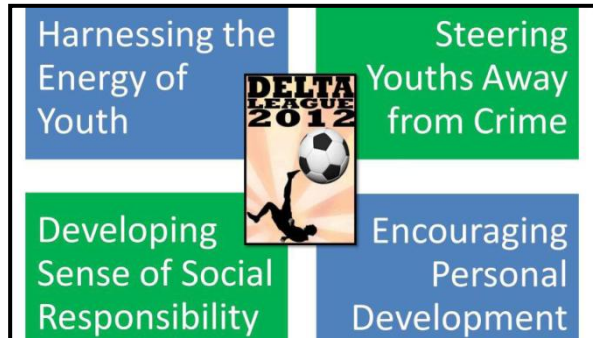 Harnessing the
Energy of
Youth
Steering
Youths Away
from Crime
DELTA
LEAGUE
2012
Developing
Sense of Social
Responsibility
Encouraging
Personal
Development